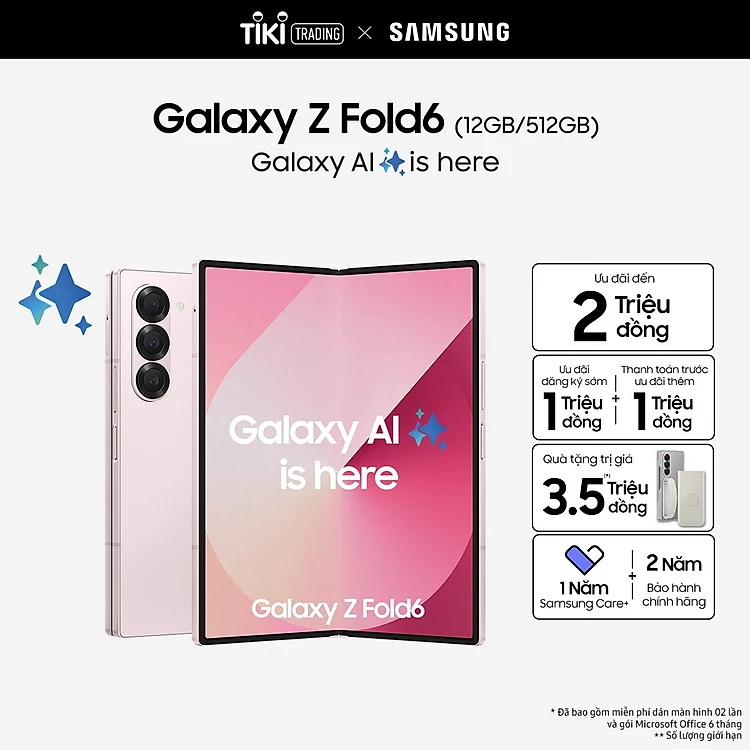 TIKI TRADING × SAMSUNG
Galaxy Z Fold6 (12GB/512GB)
Galaxy AI is here
Galaxy AI
is here
Galaxy Z Fold6
Ưu đãi đến
2 Triệu
đồng
Ưu đãi
đăng ký sớm
1 Triệu
đồng
+
Thanh toán trước
ưu đãi thêm
1 Triệu
đồng
Quà tặng trị giá
3.5 (*) Triệu
đồng
1 Năm
Samsung Care+
+
2 Năm
Bảo hành
chính hãng
* Đã bao gồm miễn phí dán màn hình 02 lần
và gói Microsoft Office 6 tháng
** Số lượng giới hạn